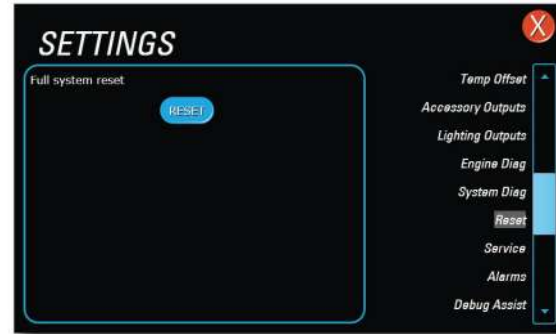 SETTINGS
X
Full system reset
RESET
Temp Offset
Accessory Outputs
Lighting Outputs
Engine Diag
System Diag
Reset
Service
Alarms
Debug Assist